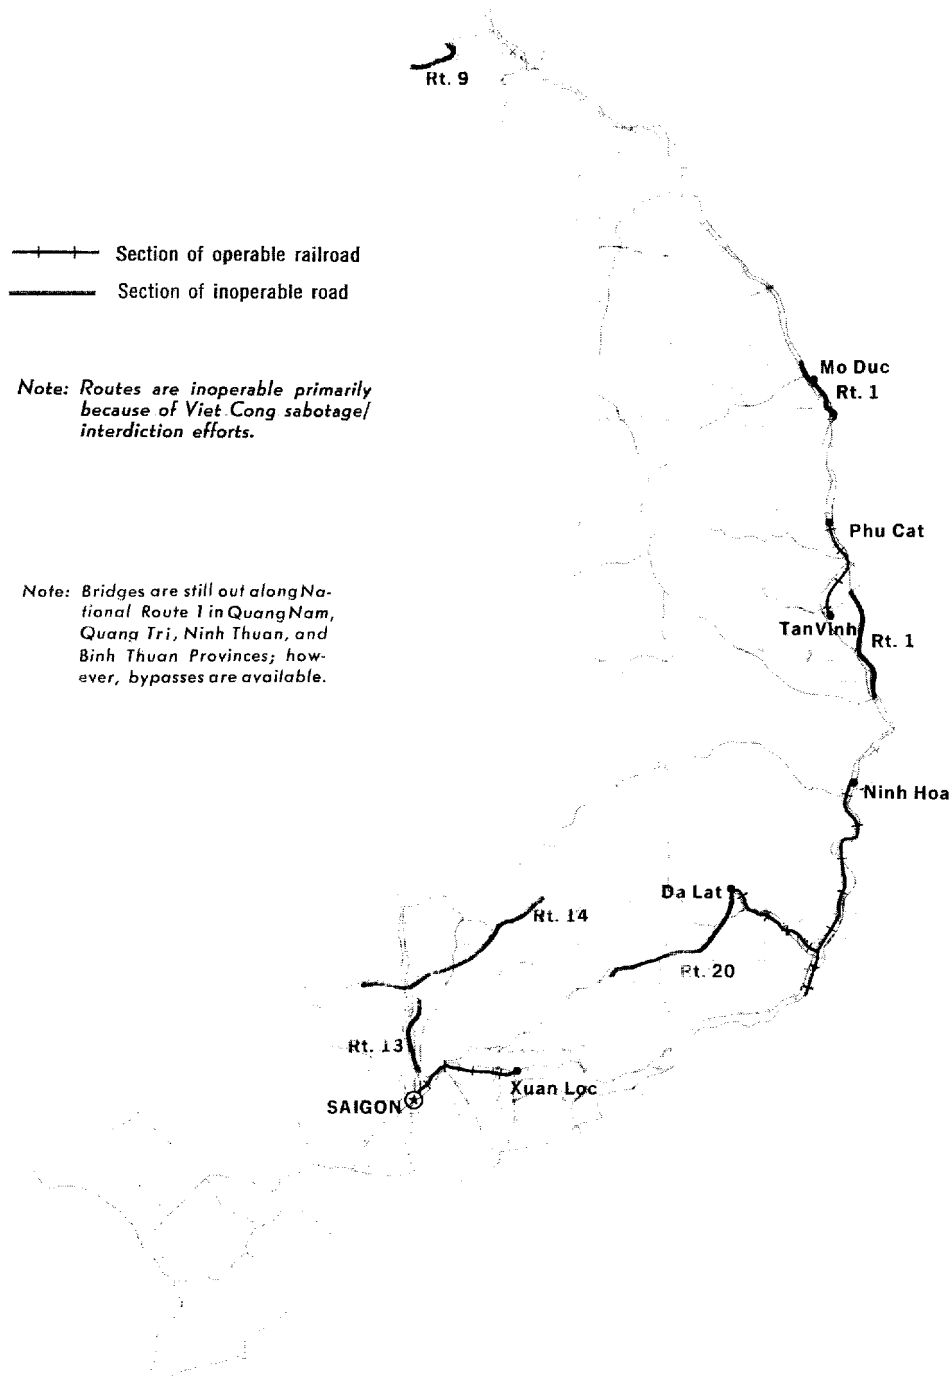 Rt. 9
Section of operable railroad
Section of inoperable road
Mo Duc
Rt. 1
Note: Routes are inoperable primarily
because of Viet Cong sabotage/
interdiction efforts.
Phu Cat
Note: Bridges are still out along Na-
tional Route 1 in Quang Nam,
Quang Tri, Ninh Thuan, and
Binh Thuan Provinces; how-
ever, bypasses are available.
Tan Vinh
Rt. 1
Ninh Hoa
Da Lat
Rt. 14
Rt. 20
Rt. 13
Xuan Loc
SAIGON